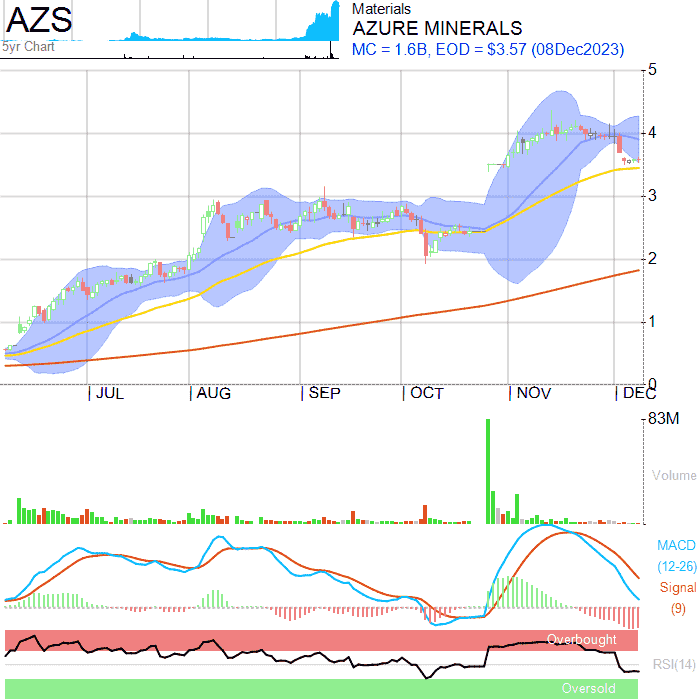 AZS
5yr Chart
Materials
AZURE MINERALS
MC = 1.6B, EOD = $3.57 (08Dec2023)
5
4
3
2
1
0
JUL
AUG
SEP
OCT
NOV
DEC
83M
Volume
MACD
(12-26)
Signal
(9)
Overbought
RSI(14)
Oversold